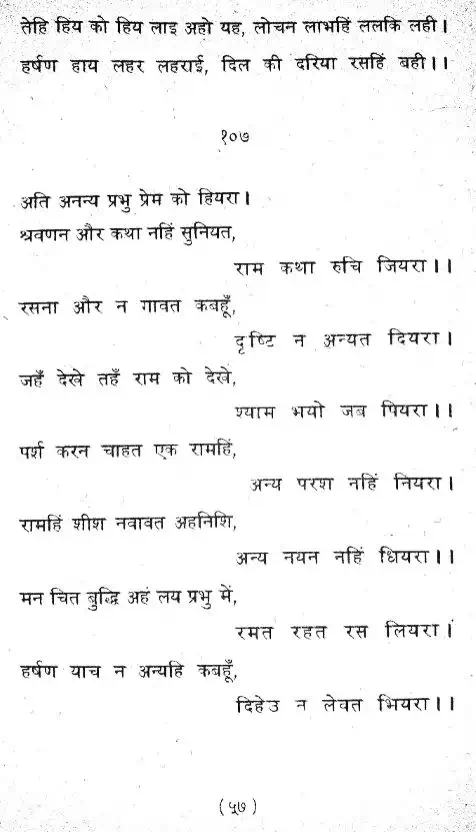 तेहि हिय को हिय लाइ अहो यह, लोचन लाभहिं ललकि लही।
हर्षण हाय लहर लहराई, दिल की दरिया रसहिं बही।।
१०७
अति अनन्य प्रभु प्रेम को हियरा।
श्रवणन और कथा नहिं सुनियत,
राम कथा रुचि जियरा।।
रसना और न गावत कबहूँ,
दृष्टि न अन्यत दियरा।
जहँ देखे तहँ राम को देखे,
श्याम भयो जब पियरा।।
पर्श करन चाहत एक रामहिं,
अन्य परश नहिं नियरा।
रामहिं शीश नवावत अहनिशि,
अन्य नयन नहिं धियरा।।
मन चित बुद्धि अहं लय प्रभु में,
रमत रहत रस लियरा।
हर्षण याच न अन्यहि कबहूँ,
दिहेउ न लेवत भियरा।।
(५७)